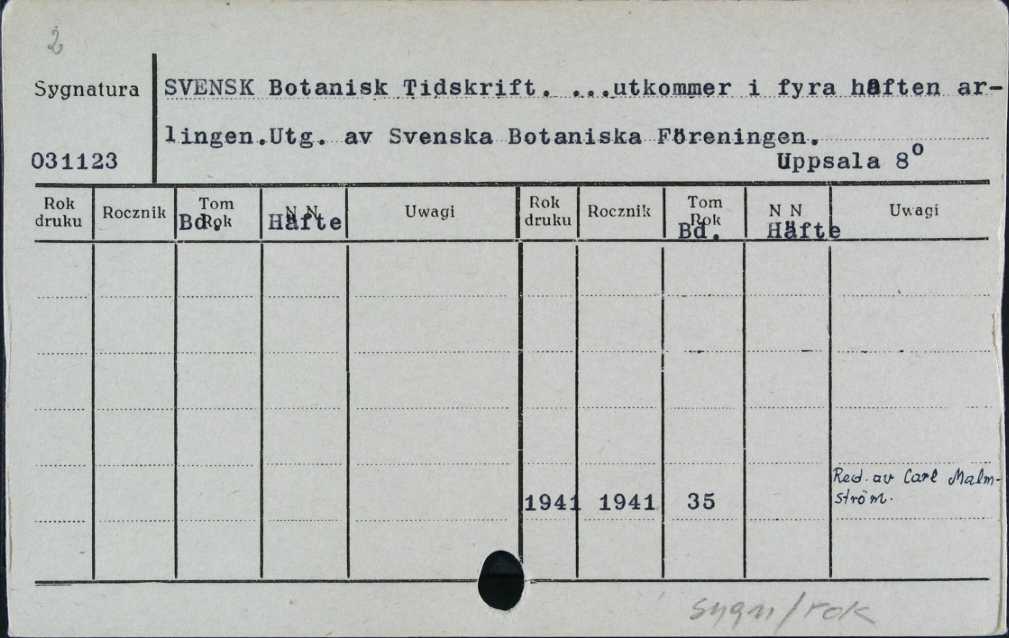 2
Sygnatura
SVENSK Botanisk Tidskrift. ...utkommer i fyra häften ar-
lingen.Utg. av Svenska Botaniska Föreningen.
031123
Uppsala 8°
Rok druku Rocznik Tom Rok Bd. N N Häfte Uwagi Rok druku Rocznik Tom Rok Bd. N N Häfte Uwagi
1941 1941 35 Red. av Carl Malm-
ström.
sygn/rok